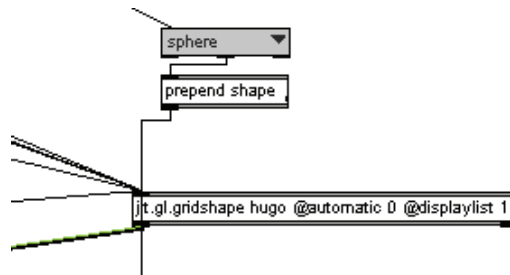 sphere
prepend shape
jit.gl.gridshape hugo @automatic 0 @displaylist 1